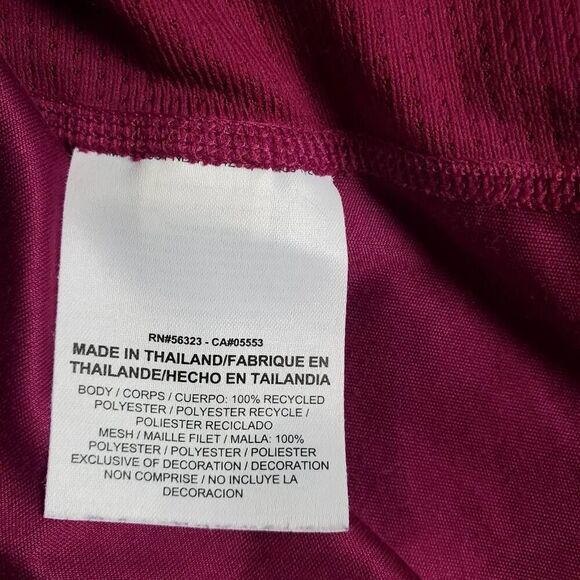 RN#56323 - CA#05553
MADE IN THAILAND/FABRIQUE EN
THAILANDE/HECHO EN TAILANDIA
BODY / CORPS / CUERPO: 100% RECYCLED
POLYESTER / POLYESTER RECYCLE /
POLIESTER RECICLADO
MESH / MAILLE FILET / MALLA: 100%
POLYESTER / POLYESTER / POLIESTER
EXCLUSIVE OF DECORATION / DECORATION
NON COMPRISE / NO INCLUYE LA
DECORACION